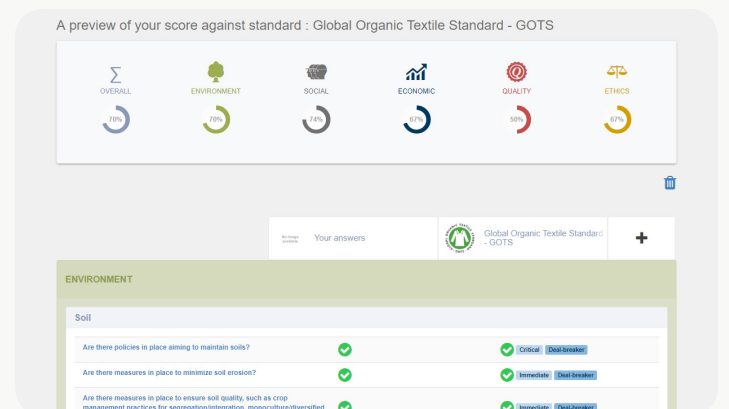 A preview of your score against standard : Global Organic Textile Standard - GOTS
OVERALL
ENVIRONMENT
SOCIAL
ECONOMIC
QUALITY
ETHICS
70%
70%
74%
67%
50%
67%
No image
available
Your answers
Global Organic Textile Standard
- GOTS
ENVIRONMENT
Soil
Are there policies in place aiming to maintain soils?
Critical Deal-breaker
Are there measures in place to minimize soil erosion?
Immediate Deal-breaker
Are there measures in place to ensure soil quality, such as crop
management practices for segregation/integration, monoculture/diversified
Immediate Deal-breaker